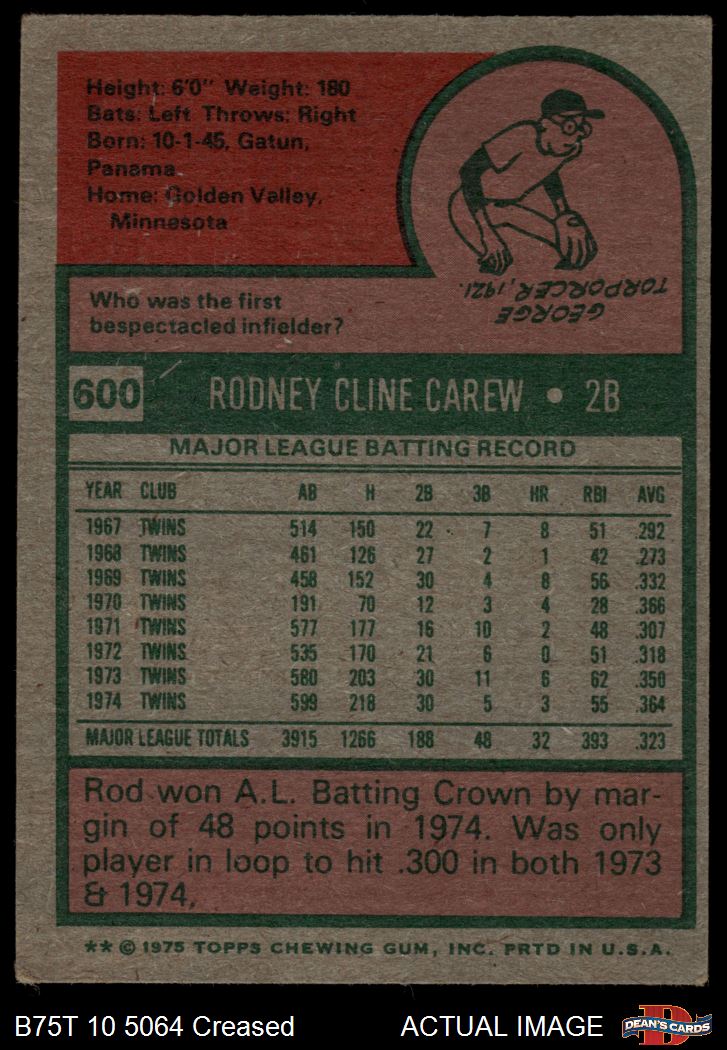 Height: 6'0" Weight: 180
Bats: Left Throws: Right
Born: 10-1-45, Gatun,
Panama
Home: Golden Valley,
Minnesota
Who was the first
bespectacled infielder?
GEORGE
TORPORCER, 1921.
600 RODNEY CLINE CAREW • 2B
MAJOR LEAGUE BATTING RECORD
YEAR CLUB AB H 2B 3B HR RBI AVG
1967 TWINS 514 150 22 7 8 51 .292
1968 TWINS 461 126 27 2 1 42 .273
1969 TWINS 458 152 30 4 8 56 .332
1970 TWINS 191 70 12 3 4 28 .366
1971 TWINS 577 177 16 10 2 48 .307
1972 TWINS 535 170 21 6 0 51 .318
1973 TWINS 580 203 30 11 6 62 .350
1974 TWINS 599 218 30 5 3 55 .364
MAJOR LEAGUE TOTALS 3915 1266 188 48 32 393 .323
Rod won A.L. Batting Crown by mar-
gin of 48 points in 1974. Was only
player in loop to hit .300 in both 1973
& 1974.
** © 1975 TOPPS CHEWING GUM, INC. PRTD IN U.S.A.
B75T 10 5064 Creased ACTUAL IMAGE
D
DEAN'S CARDS